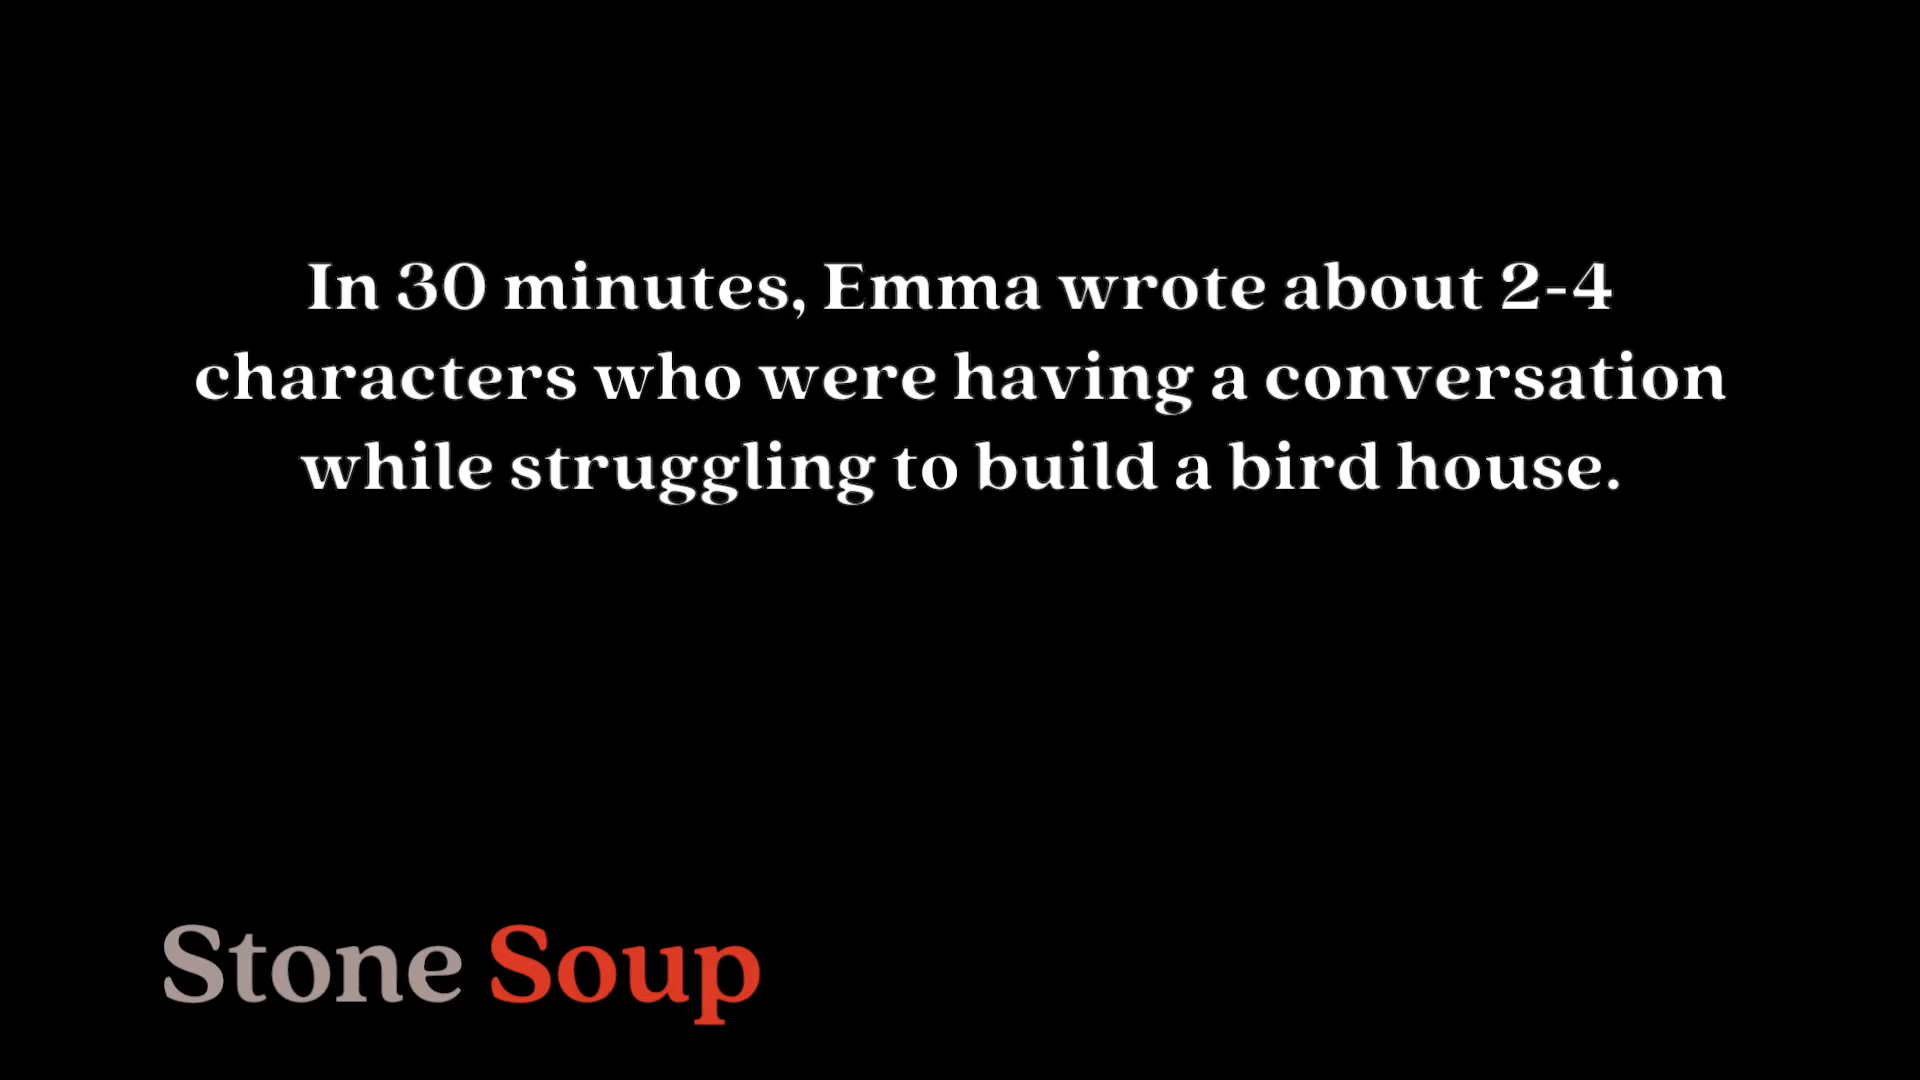 In 30 minutes, Emma wrote about 2-4
characters who were having a conversation
while struggling to build a bird house.
Stone Soup